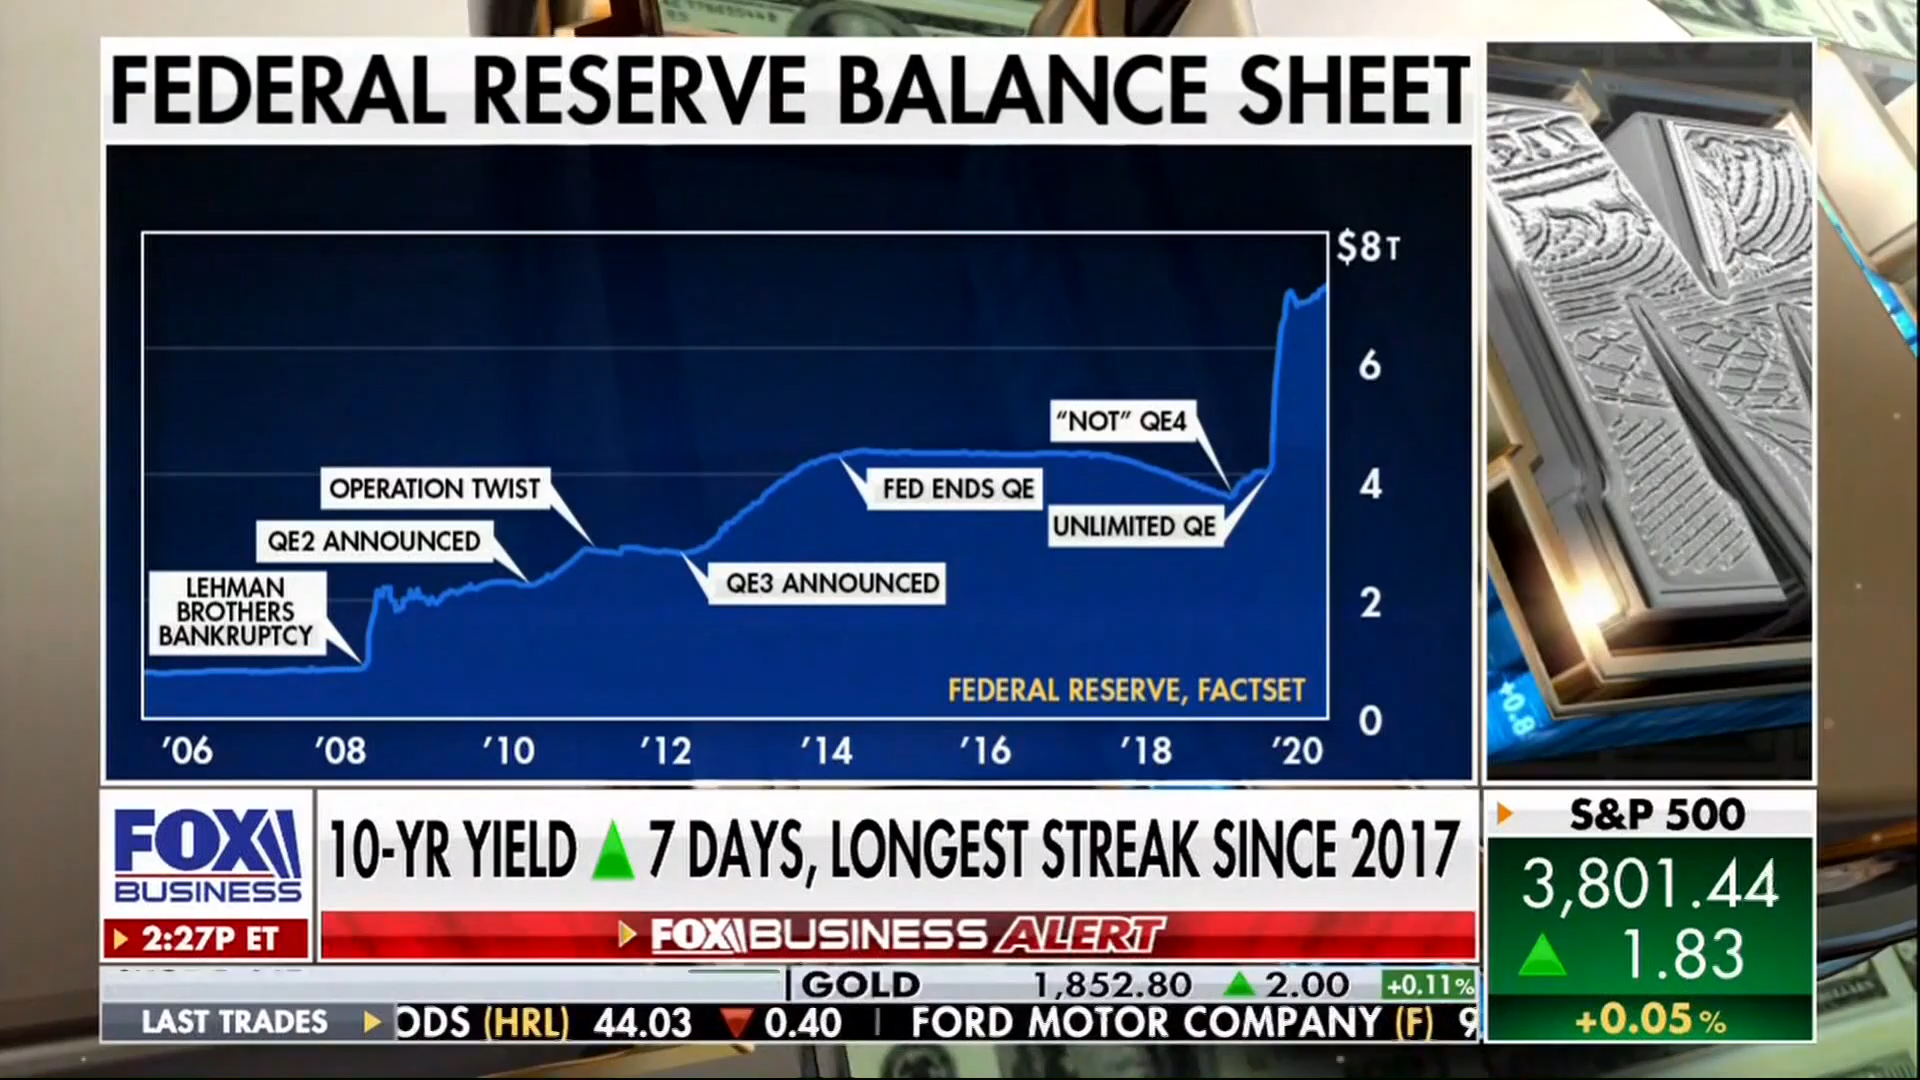 FEDERAL RESERVE BALANCE SHEET
$8T
6
4
2
0
"NOT" QE4
OPERATION TWIST
FED ENDS QE
UNLIMITED QE
QE2 ANNOUNCED
QE3 ANNOUNCED
LEHMAN
BROTHERS
BANKRUPTCY
FEDERAL RESERVE, FACTSET
'06 '08 '10 '12 '14 '16 '18 '20
+0.8
FOX
BUSINESS
2:27P ET
10-YR YIELD ▲ 7 DAYS, LONGEST STREAK SINCE 2017
FOX BUSINESS ALERT
S&P 500
3,801.44
▲ 1.83
+0.05%
GOLD 1,852.80 ▲ 2.00 +0.11%
LAST TRADES ODS (HRL) 44.03 ▼ 0.40 | FORD MOTOR COMPANY (F) 9